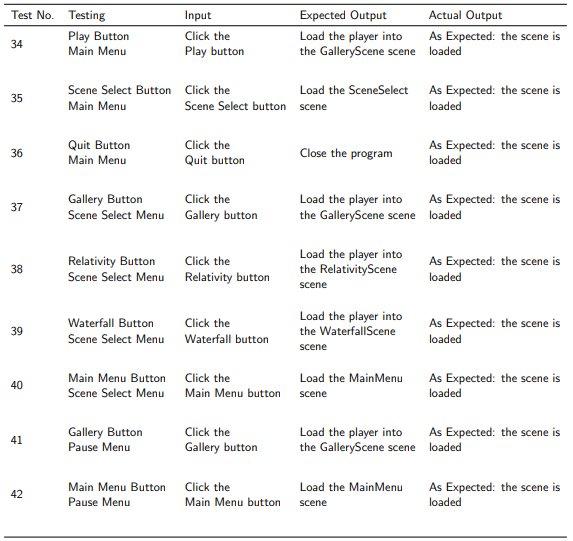 Test No. Testing Input Expected Output Actual Output
34 Play Button Click the Load the player into As Expected: the scene is
Main Menu Play button the GalleryScene scene loaded
35 Scene Select Button Click the Load the SceneSelect As Expected: the scene is
Main Menu Scene Select button scene loaded
36 Quit Button Click the Close the program As Expected: the scene is
Main Menu Quit button loaded
37 Gallery Button Click the Load the player into As Expected: the scene is
Scene Select Menu Gallery button the GalleryScene scene loaded
38 Relativity Button Click the Load the player into As Expected: the scene is
Scene Select Menu Relativity button the RelativityScene loaded
scene
39 Waterfall Button Click the Load the player into As Expected: the scene is
Scene Select Menu Waterfall button the WaterfallScene loaded
scene
40 Main Menu Button Click the Load the MainMenu As Expected: the scene is
Scene Select Menu Main Menu button scene loaded
41 Gallery Button Click the Load the player into As Expected: the scene is
Pause Menu Gallery button the GalleryScene scene loaded
42 Main Menu Button Click the Load the MainMenu As Expected: the scene is
Pause Menu Main Menu button scene loaded